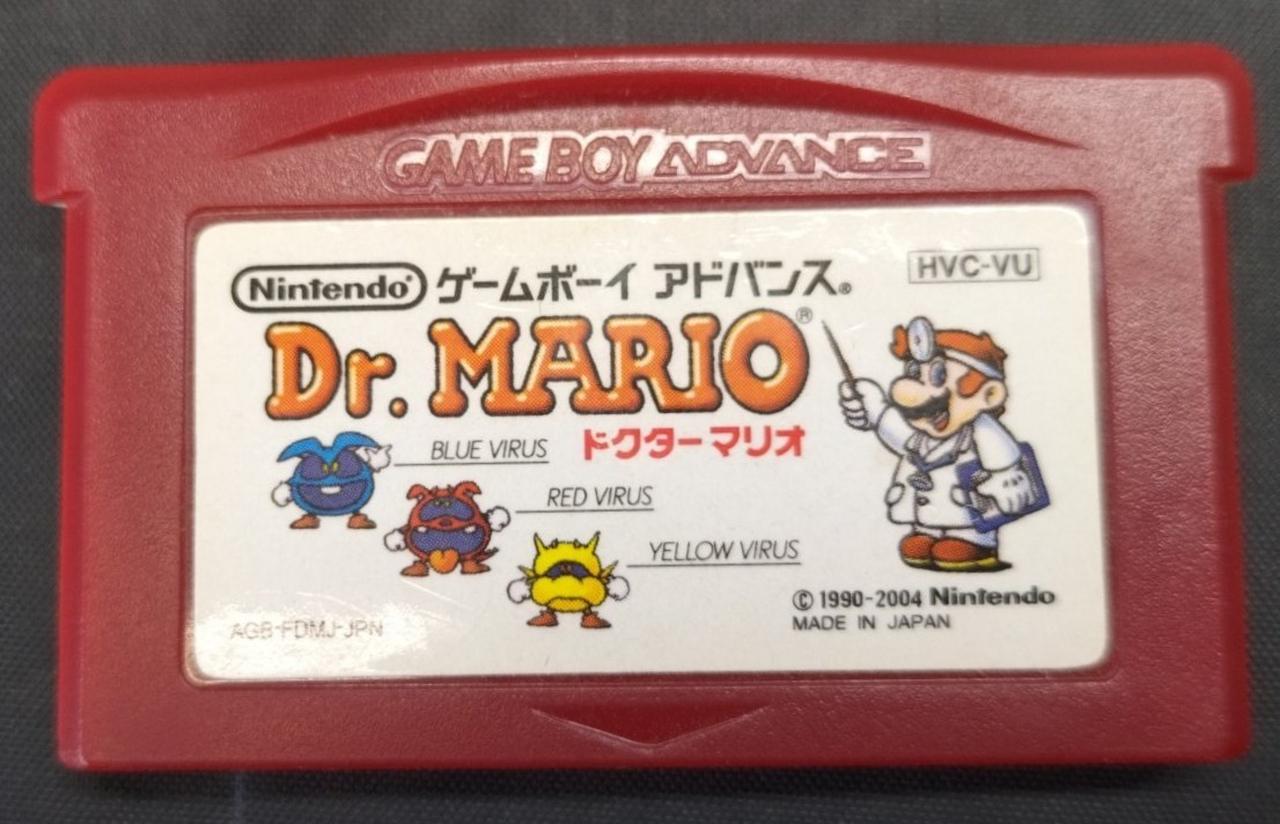 GAME BOY ADVANCE
Nintendo® ゲームボーイ アドバンス®
HVC-VU
Dr. MARIO®
ドクターマリオ
BLUE VIRUS
RED VIRUS
YELLOW VIRUS
© 1990-2004 Nintendo
MADE IN JAPAN
AGB-FDMJ-JPN